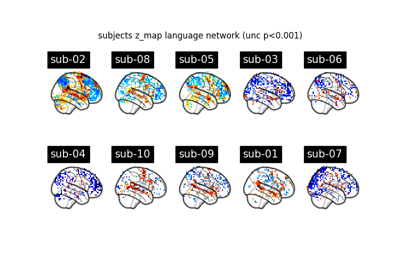 subjects z_map language network (unc p<0.001)
sub-02
sub-08
sub-05
sub-03
sub-06
sub-04
sub-10
sub-09
sub-01
sub-07